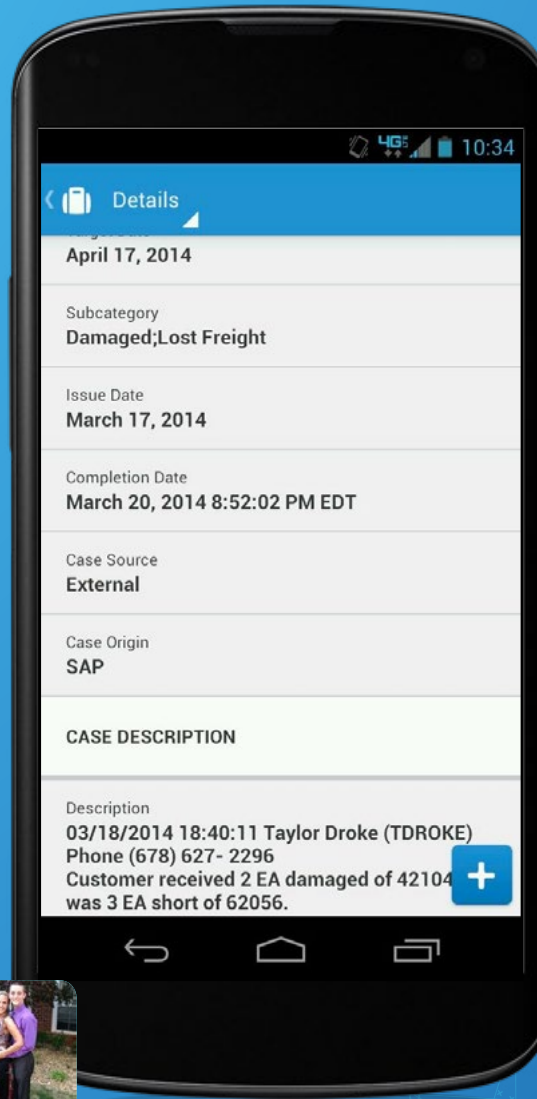 4G 10:34
Details
April 17, 2014
Subcategory
Damaged;Lost Freight
Issue Date
March 17, 2014
Completion Date
March 20, 2014 8:52:02 PM EDT
Case Source
External
Case Origin
SAP
CASE DESCRIPTION
Description
03/18/2014 18:40:11 Taylor Droke (TDROKE)
Phone (678) 627- 2296
Customer received 2 EA damaged of 42104
was 3 EA short of 62056.